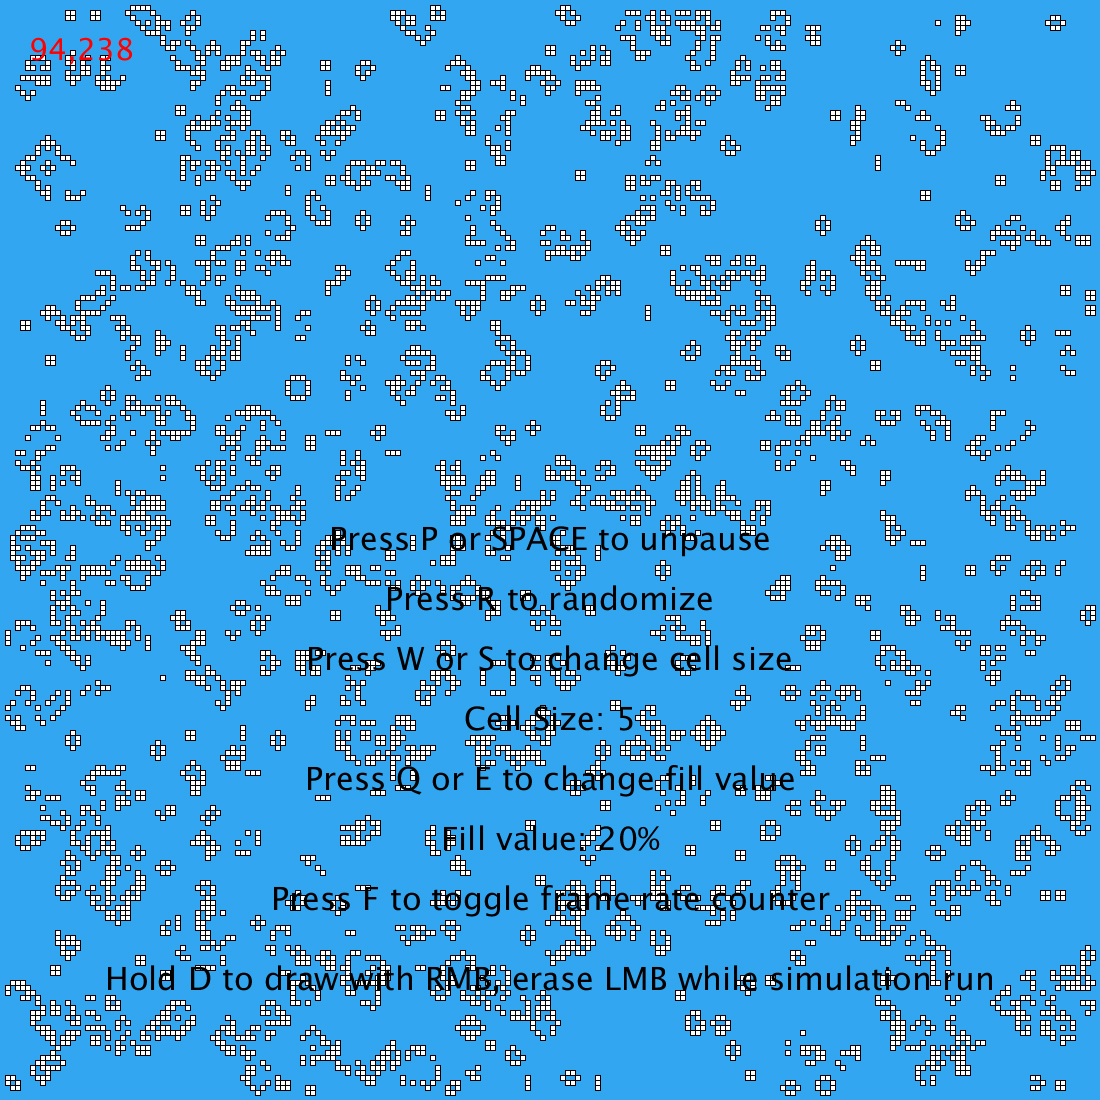 94,238
Press P or SPACE to unpause
Press R to randomize
Press W or S to change cell size
Cell Size: 5
Press Q or E to change fill value
Fill value: 20%
Press F to toggle frame rate counter
Hold D to draw with RMB, erase LMB while simulation run